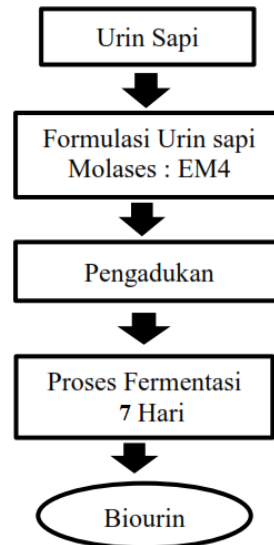 Urin Sapi
Formulasi Urin sapi
Molases : EM4
Pengadukan
Proses Fermentasi
7 Hari
Biourin